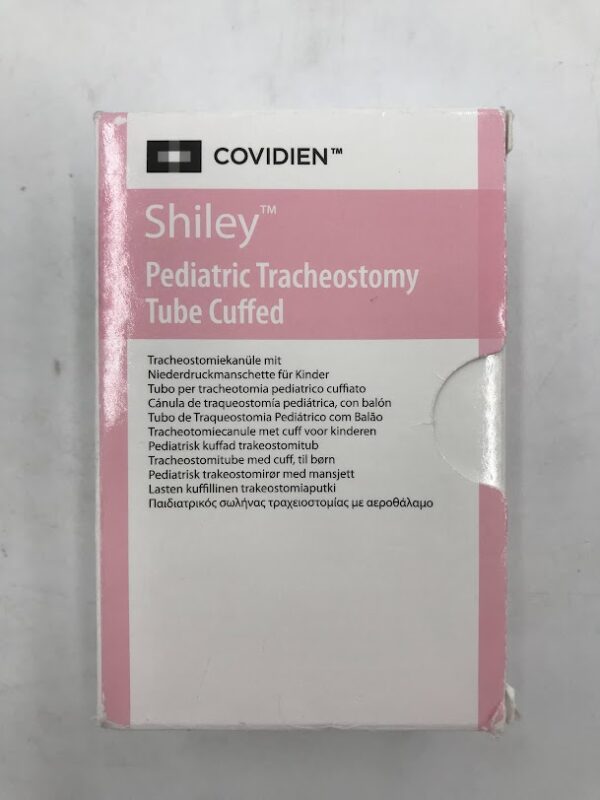 COVIDIEN™
Shiley™
Pediatric Tracheostomy
Tube Cuffed
Tracheostomiekanüle mit
Niederdruckmanschette für Kinder
Tubo per tracheotomia pediatrico cuffiato
Cánula de traqueostomía pediátrica, con balón
Tubo de Traqueostomia Pediátrico com Balão
Tracheotomiecanule met cuff voor kinderen
Pediatrisk kuffad trakeostomitub
Tracheostomitube med cuff, til børn
Pediatrisk trakeostomirør med mansjett
Lasten kuffillinen trakeostomiaputki
Παιδιατρικός σωλήνας τραχειοστομίας με αεροθάλαμο